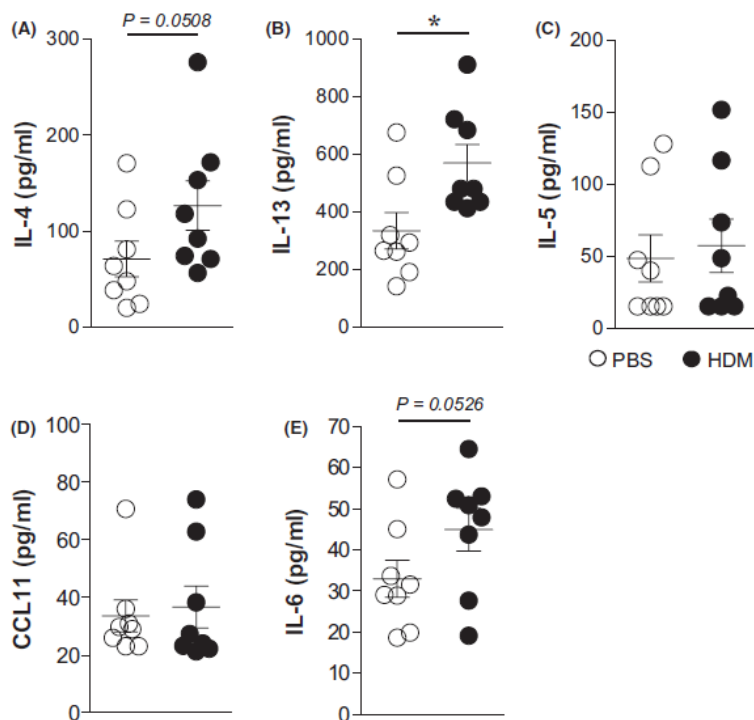 (A)
P = 0.0508
300
200
100
0
IL-4 (pg/ml)
(B)
*
1000
800
600
400
200
0
IL-13 (pg/ml)
(C)
200
150
100
50
0
IL-5 (pg/ml)
PBS HDM
(D)
100
80
60
40
20
0
CCL11 (pg/ml)
(E)
P = 0.0526
70
60
50
40
30
20
10
0
IL-6 (pg/ml)